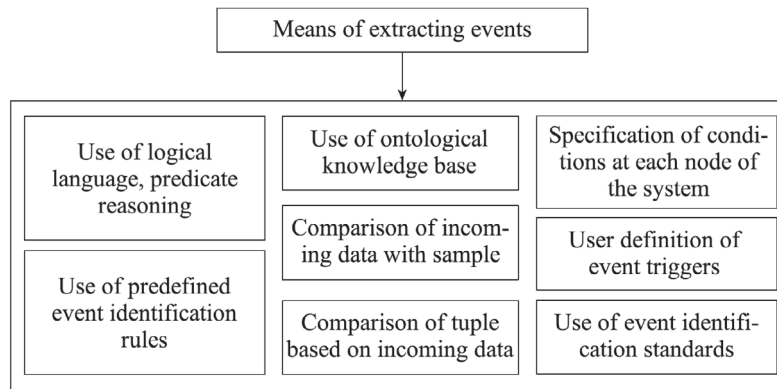 Means of extracting events
Use of logical
language, predicate
reasoning
Use of predefined
event identification
rules
Use of ontological
knowledge base
Comparison of incom-
ing data with sample
Comparison of tuple
based on incoming data
Specification of condi-
tions at each node of
the system
User definition of
event triggers
Use of event identifi-
cation standards